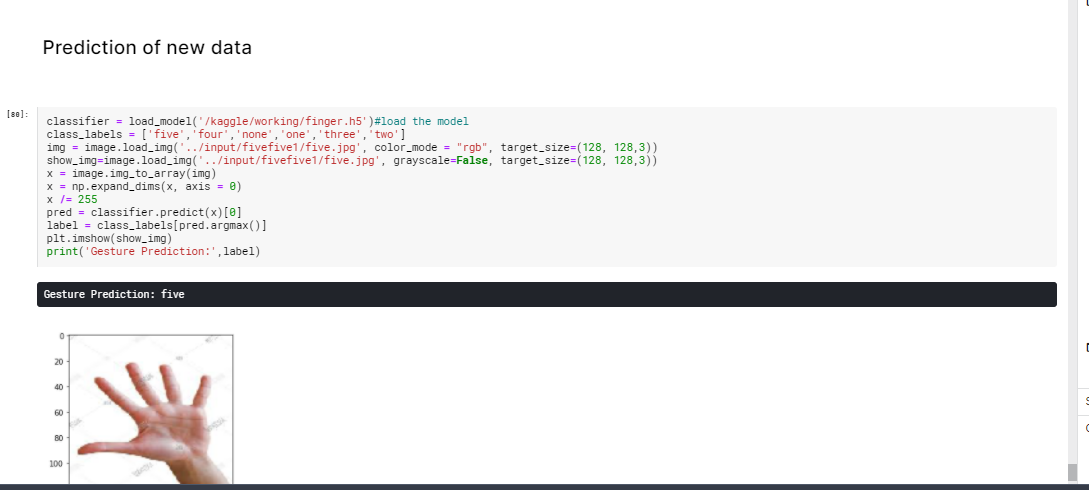 Prediction of new data
[80]:
classifier = load_model('/kaggle/working/finger.h5')#load the model
class_labels = ['five','four','none','one','three','two']
img = image.load_img('../input/fivefive1/five.jpg', color_mode = "rgb", target_size=(128, 128,3))
show_img=image.load_img('../input/fivefive1/five.jpg', grayscale=False, target_size=(128, 128,3))
x = image.img_to_array(img)
x = np.expand_dims(x, axis = 0)
x /= 255
pred = classifier.predict(x)[0]
label = class_labels[pred.argmax()]
plt.imshow(show_img)
print('Gesture Prediction:',label)
Gesture Prediction: five
0
20
40
60
80
100